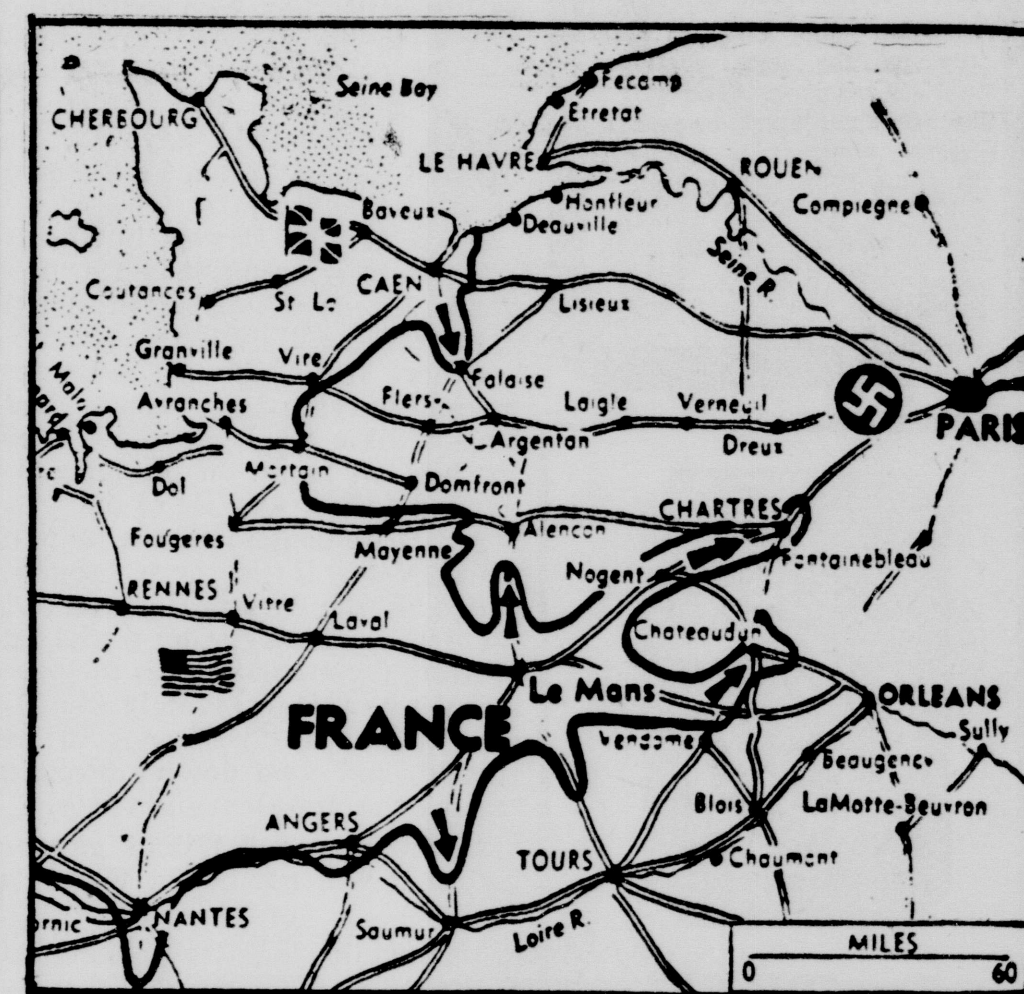 Seine Bay
Fecamp
Erretat
CHERBOURG
LE HAVRE
ROUEN
Honfleur
Compiegne
Bayeux
Deauville
Seine R
CAEN
Coutances
St Lo
Lisieux
Granville
Vire
Falaise
Malo
Avranches
Flers
Laigle
Verneuil
Argentan
Dreux
PARIS
Mortain
Dol
Domfront
CHARTRES
Fougeres
Mayenne
Alencon
Fontainebleau
Nogent
RENNES
Vitre
Laval
Chateaudun
Le Mans
ORLEANS
FRANCE
Vendome
Sully
Beaugency
Blois
LaMotte-Beuvron
ANGERS
TOURS
Chaumont
ornic
NANTES
Saumur
Loire R.
MILES
0 60